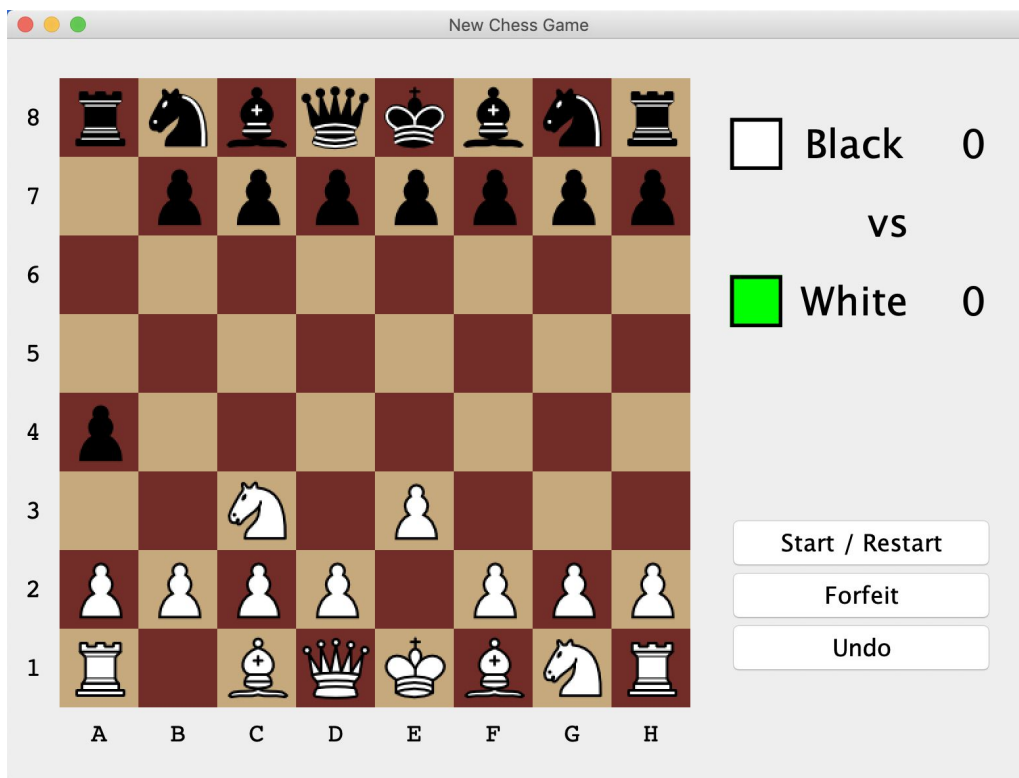 New Chess Game
8
7
6
5
4
3
2
1
A B C D E F G H
Black 0
vs
White 0
Start / Restart
Forfeit
Undo